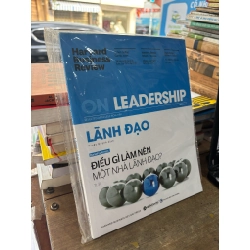 Harvard
Business
Review
ON LEADERSHIP
LÃNH ĐẠO
ĐIỀU GÌ LÀM NÊN
MỘT NHÀ LÃNH ĐẠO?